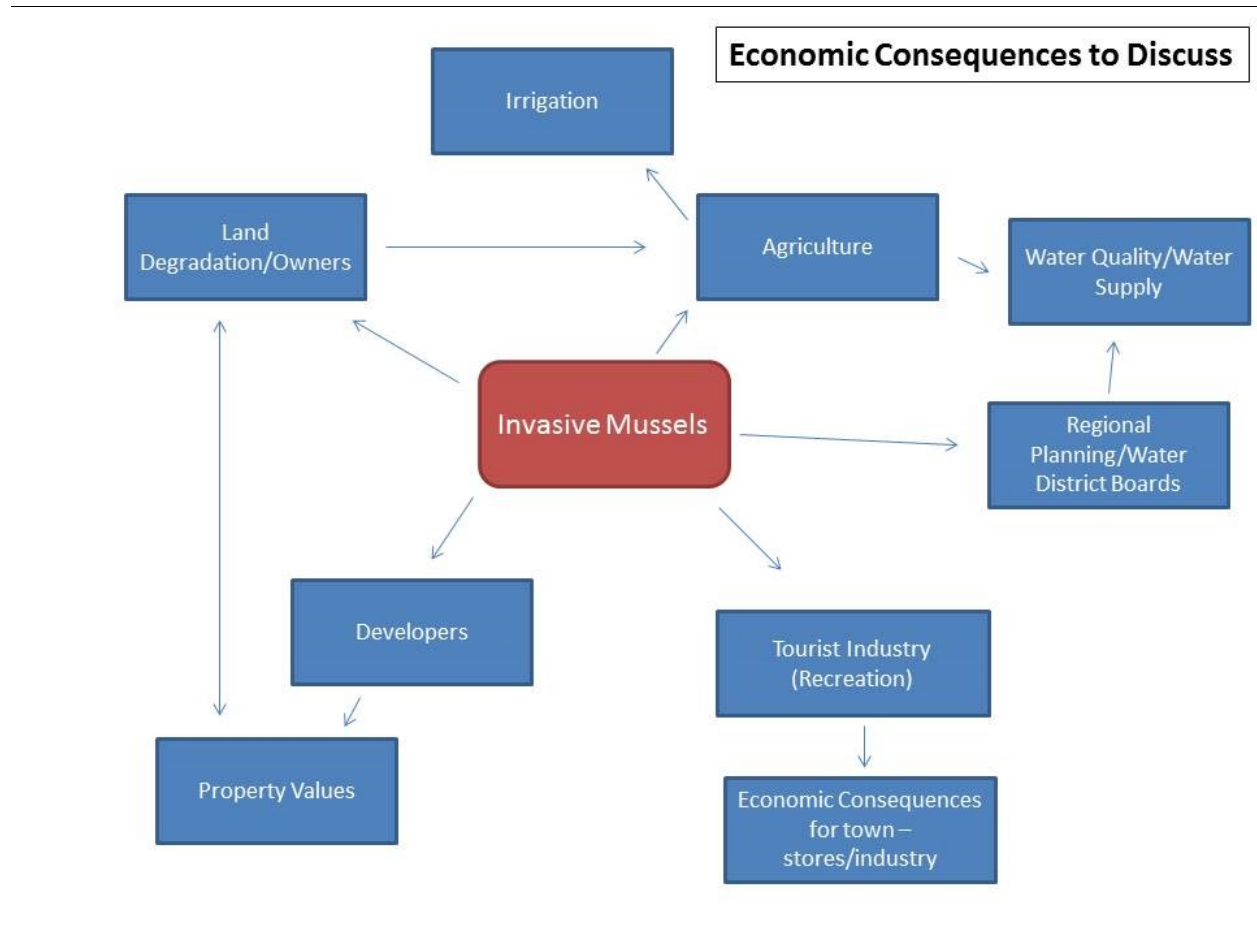 Economic Consequences to Discuss
Irrigation
Land
Degradation/Owners
Agriculture
Water Quality/Water
Supply
Invasive Mussels
Regional
Planning/Water
District Boards
Developers
Tourist Industry
(Recreation)
Property Values
Economic Consequences
for town –
stores/industry